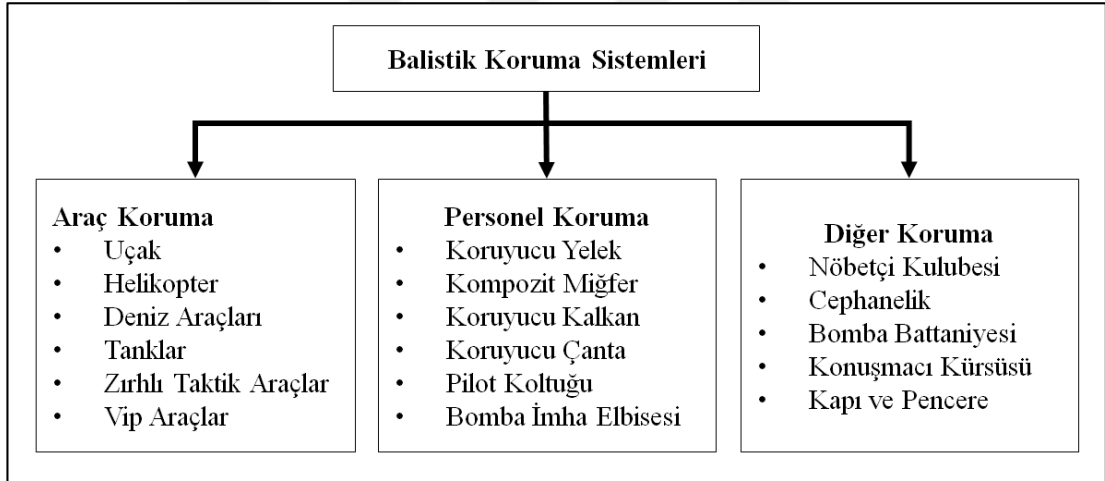 Balistik Koruma Sistemleri
Araç Koruma
• Uçak
• Helikopter
• Deniz Araçları
• Tanklar
• Zırhlı Taktik Araçlar
• Vip Araçlar
Personel Koruma
• Koruyucu Yelek
• Kompozit Miğfer
• Koruyucu Kalkan
• Koruyucu Çanta
• Pilot Koltuğu
• Bomba İmha Elbisesi
Diğer Koruma
• Nöbetçi Kulubesi
• Cephanelik
• Bomba Battaniyesi
• Konuşmacı Kürsüsü
• Kapı ve Pencere